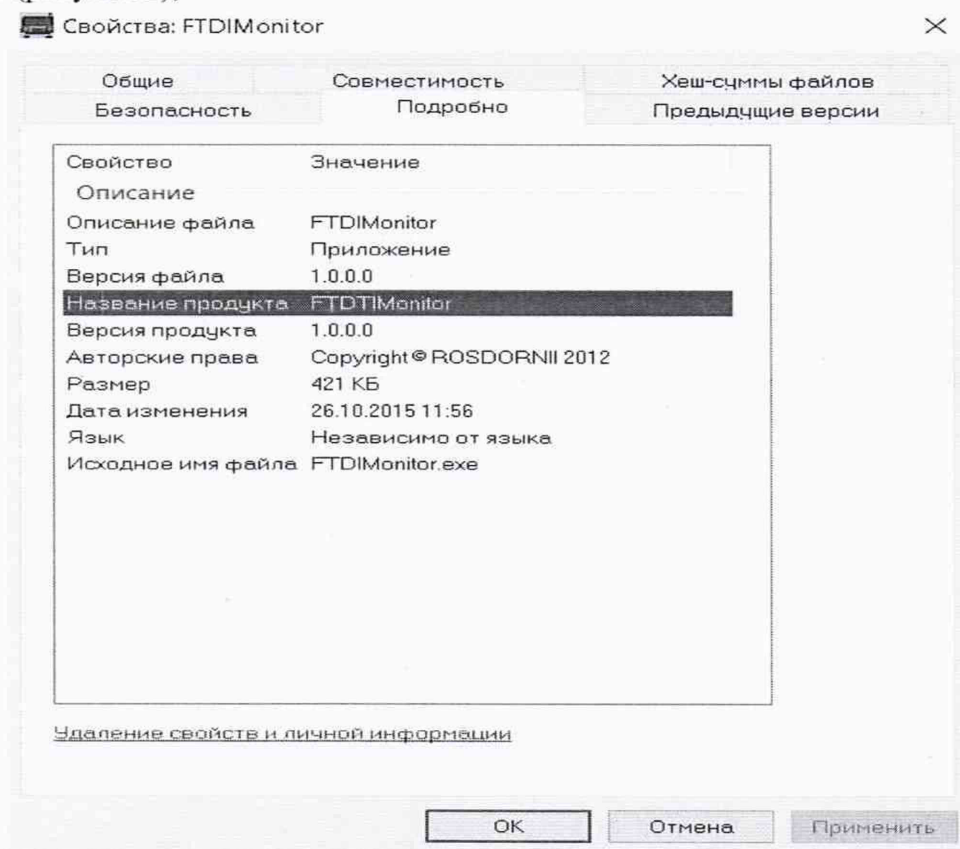 Свойства: FTDIMonitor
Общие Совместимость Хеш-суммы файлов
Безопасность Подробно Предыдущие версии
Свойство Значение
Описание
Описание файла FTDIMonitor
Тип Приложение
Версия файла 1.0.0.0
Название продукта FTDTIMonitor
Версия продукта 1.0.0.0
Авторские права Copyright © ROSDORNII 2012
Размер 421 КБ
Дата изменения 26.10.2015 11:56
Язык Независимо от языка
Исходное имя файла FTDIMonitor.exe
Удаление свойств и личной информации
OK Отмена Применить